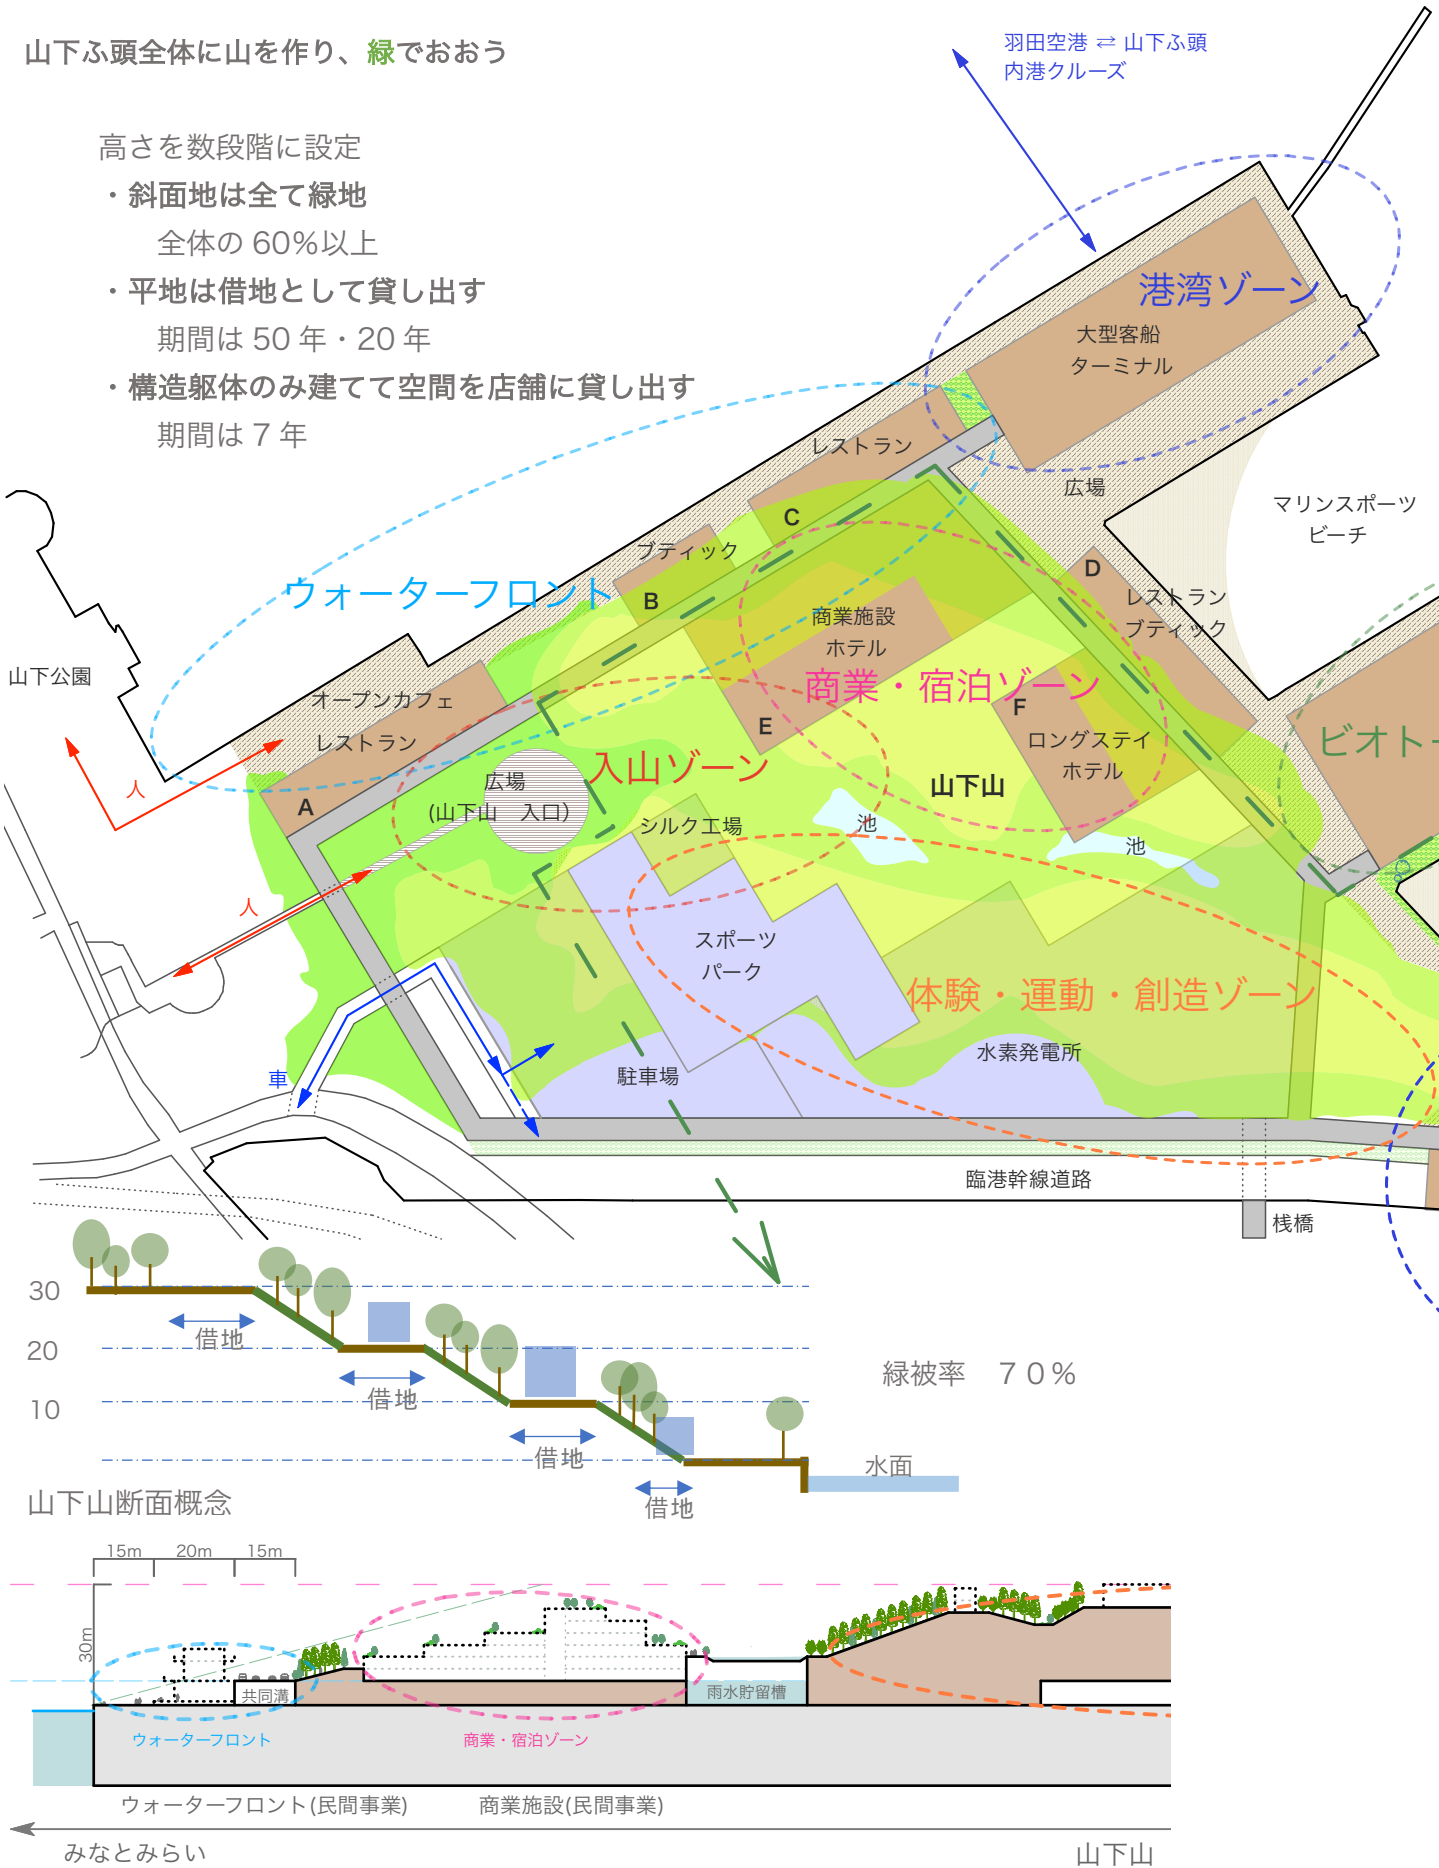 山下ふ頭全体に山を作り、緑でおおう
羽田空港 ⇄ 山下ふ頭
内港クルーズ
高さを数段階に設定
・斜面地は全て緑地
全体の 60%以上
・平地は借地として貸し出す
期間は 50 年・20 年
・構造躯体のみ建てて空間を店舗に貸し出す
期間は 7 年
港湾ゾーン
大型客船
ターミナル
レストラン
広場
マリンスポーツ
ビーチ
C
ブティック
D
ウォーターフロント
B
レストラン
ブティック
商業施設
ホテル
山下公園
オープンカフェ
レストラン
商業・宿泊ゾーン
E
F
ロングステイ
ホテル
ビオトー
入山ゾーン
広場
(山下山 入口)
山下山
人
A
シルク工場
池
池
人
スポーツ
パーク
体験・運動・創造ゾーン
水素発電所
車
駐車場
臨港幹線道路
桟橋
30
借地
20
借地
緑被率 70%
10
借地
水面
借地
山下山断面概念
15m
20m
15m
30m
共同溝
雨水貯留槽
ウォーターフロント
商業・宿泊ゾーン
ウォーターフロント(民間事業)
商業施設(民間事業)
みなとみらい
山下山